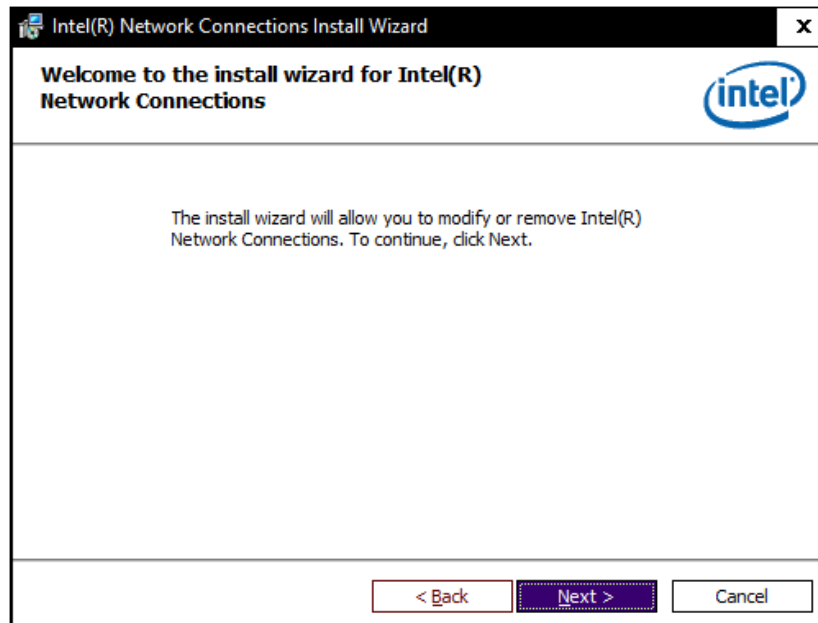 Intel(R) Network Connections Install Wizard
x
Welcome to the install wizard for Intel(R)
Network Connections
intel
The install wizard will allow you to modify or remove Intel(R)
Network Connections. To continue, click Next.
< Back
Next >
Cancel